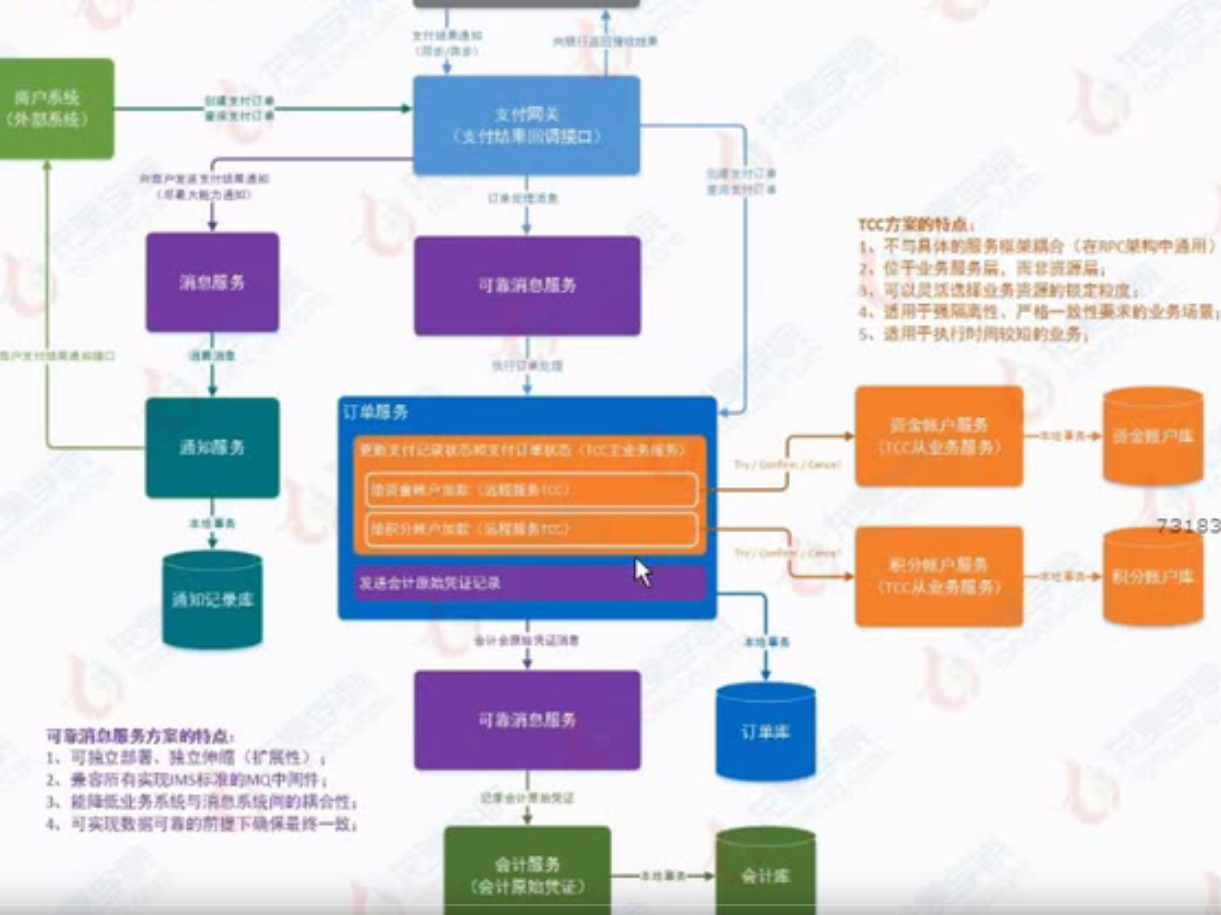 支付结果通知
（同步/异步）
向银行返回接收结果
商户系统
（外部系统）
创建支付订单
查询支付订单
支付网关
（支付结果回调接口）
向商户发送支付结果通知
（尽最大能力通知）
订单处理消息
创建支付订单
查询支付订单
TCC方案的特点：
1、不与具体的服务框架耦合（在RPC架构中通用）
2、位于业务服务层，而非资源层；
3、可以灵活选择业务资源的锁定粒度；
4、适用于强隔离性、严格一致性要求的业务场景；
5、适用于执行时间较短的业务；
消息服务
可靠消息服务
商户支付结果通知接口
消费消息
执行订单处理
通知服务
订单服务
更新支付记录状态和支付订单状态（TCC主业务服务）
给资金帐户加款（远程服务TCC）
给积分帐户加款（远程服务TCC）
发送会计原始凭证记录
Try / Confirm / Cancel
资金帐户服务
（TCC从业务服务）
本地事务
资金账户库
Try / Confirm / Cancel
积分帐户服务
（TCC从业务服务）
本地事务
积分账户库
73183
本地事务
通知记录库
会计会原始凭证消息
本地事务
可靠消息服务
订单库
可靠消息服务方案的特点：
1、可独立部署、独立伸缩（扩展性）；
2、兼容所有实现JMS标准的MQ中间件；
3、能降低业务系统与消息系统间的耦合性；
4、可实现数据可靠的前提下确保最终一致；
记录会计原始凭证
会计服务
（会计原始凭证）
本地事务
会计库